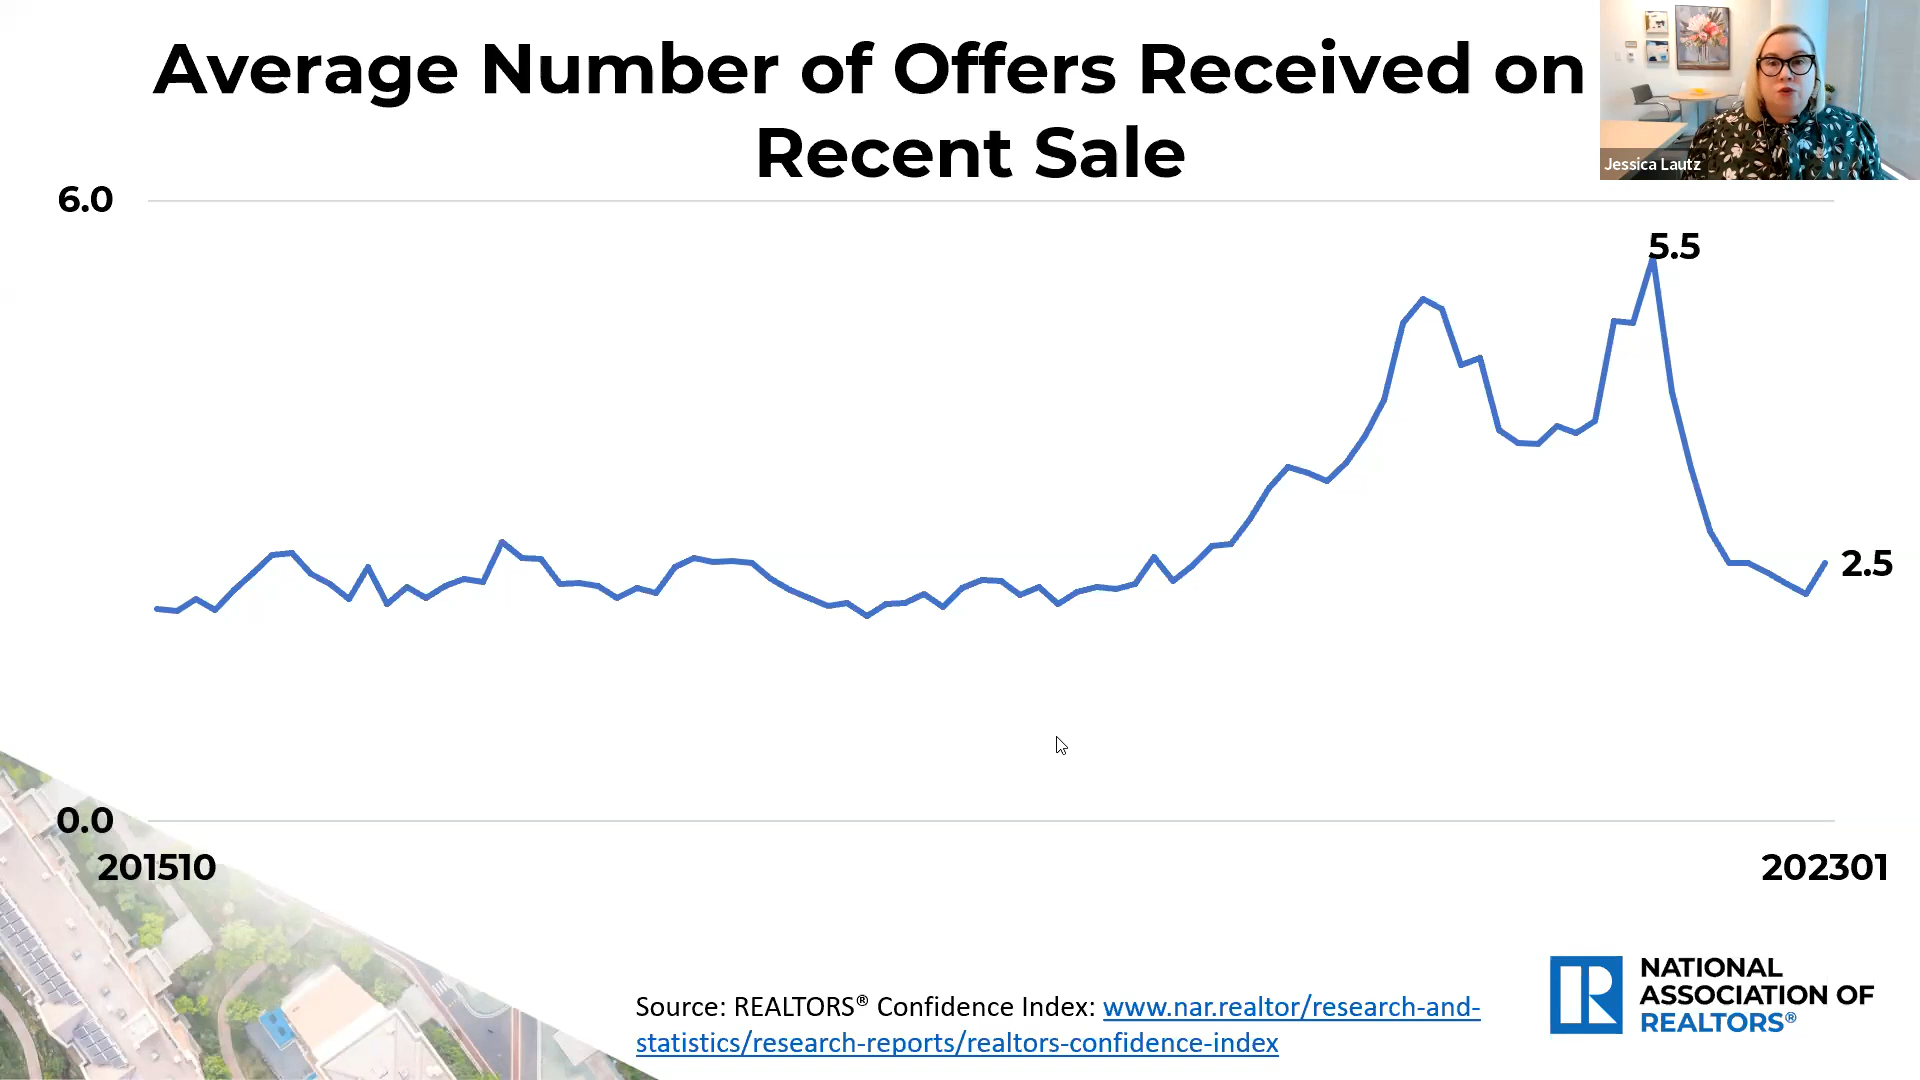 Average Number of Offers Received on
Recent Sale
Jessica Lautz
6.0
5.5
2.5
0.0
201510
202301
Source: REALTORS® Confidence Index: www.nar.realtor/research-and-
statistics/research-reports/realtors-confidence-index
NATIONAL
ASSOCIATION OF
REALTORS®